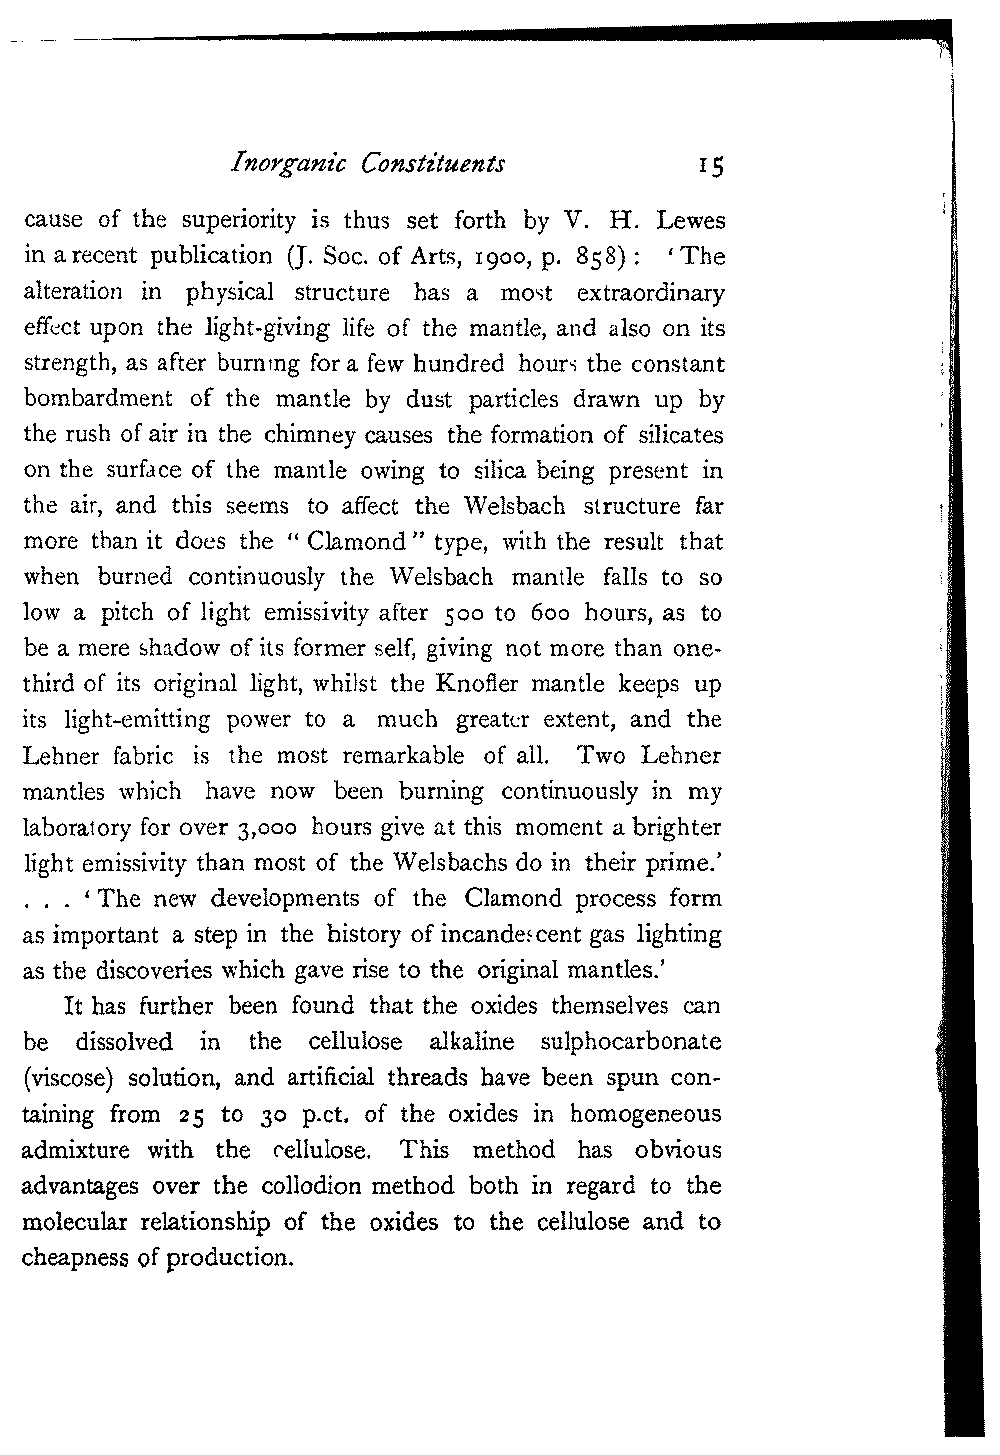 Inorganic Constituents 15
cause of the superiority is thus set forth by V. H. Lewes
in a recent publication (J. Soc. of Arts, 1900, p. 858): ‘The
alteration in physical structure has a most extraordinary
effect upon the light-giving life of the mantle, and also on its
strength, as after burning for a few hundred hours the constant
bombardment of the mantle by dust particles drawn up by
the rush of air in the chimney causes the formation of silicates
on the surface of the mantle owing to silica being present in
the air, and this seems to affect the Welsbach structure far
more than it does the “Clamond” type, with the result that
when burned continuously the Welsbach mantle falls to so
low a pitch of light emissivity after 500 to 600 hours, as to
be a mere shadow of its former self, giving not more than one-
third of its original light, whilst the Knofler mantle keeps up
its light-emitting power to a much greater extent, and the
Lehner fabric is the most remarkable of all. Two Lehner
mantles which have now been burning continuously in my
laboratory for over 3,000 hours give at this moment a brighter
light emissivity than most of the Welsbachs do in their prime.’
. . . ‘The new developments of the Clamond process form
as important a step in the history of incandescent gas lighting
as the discoveries which gave rise to the original mantles.’
It has further been found that the oxides themselves can
be dissolved in the cellulose alkaline sulphocarbonate
(viscose) solution, and artificial threads have been spun con-
taining from 25 to 30 p.ct. of the oxides in homogeneous
admixture with the cellulose. This method has obvious
advantages over the collodion method both in regard to the
molecular relationship of the oxides to the cellulose and to
cheapness of production.